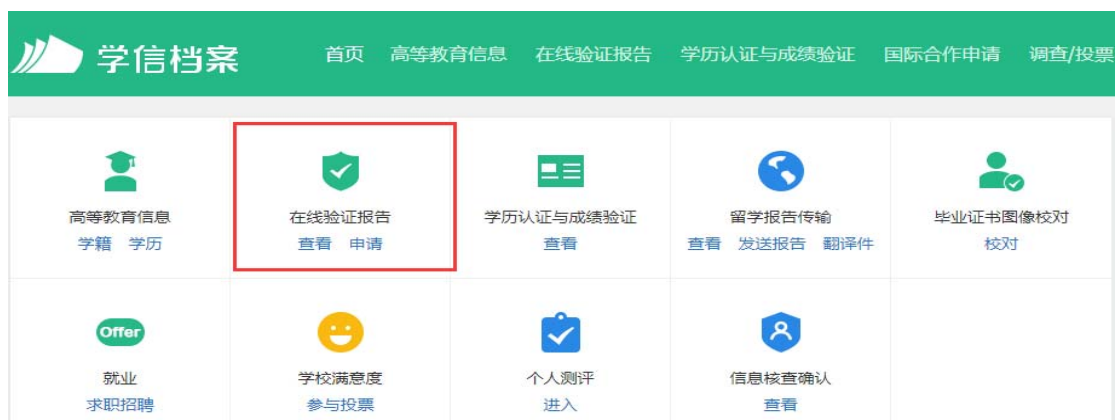 学信档案 首页 高等教育信息 在线验证报告 学历认证与成绩验证 国际合作申请 调查/投票
高等教育信息 在线验证报告 学历认证与成绩验证 留学报告传输 毕业证书图像校对
学籍 学历 查看 申请 查看 查看 发送报告 翻译件 校对
Offer
就业 学校满意度 个人测评 信息核查确认
求职招聘 参与投票 进入 查看